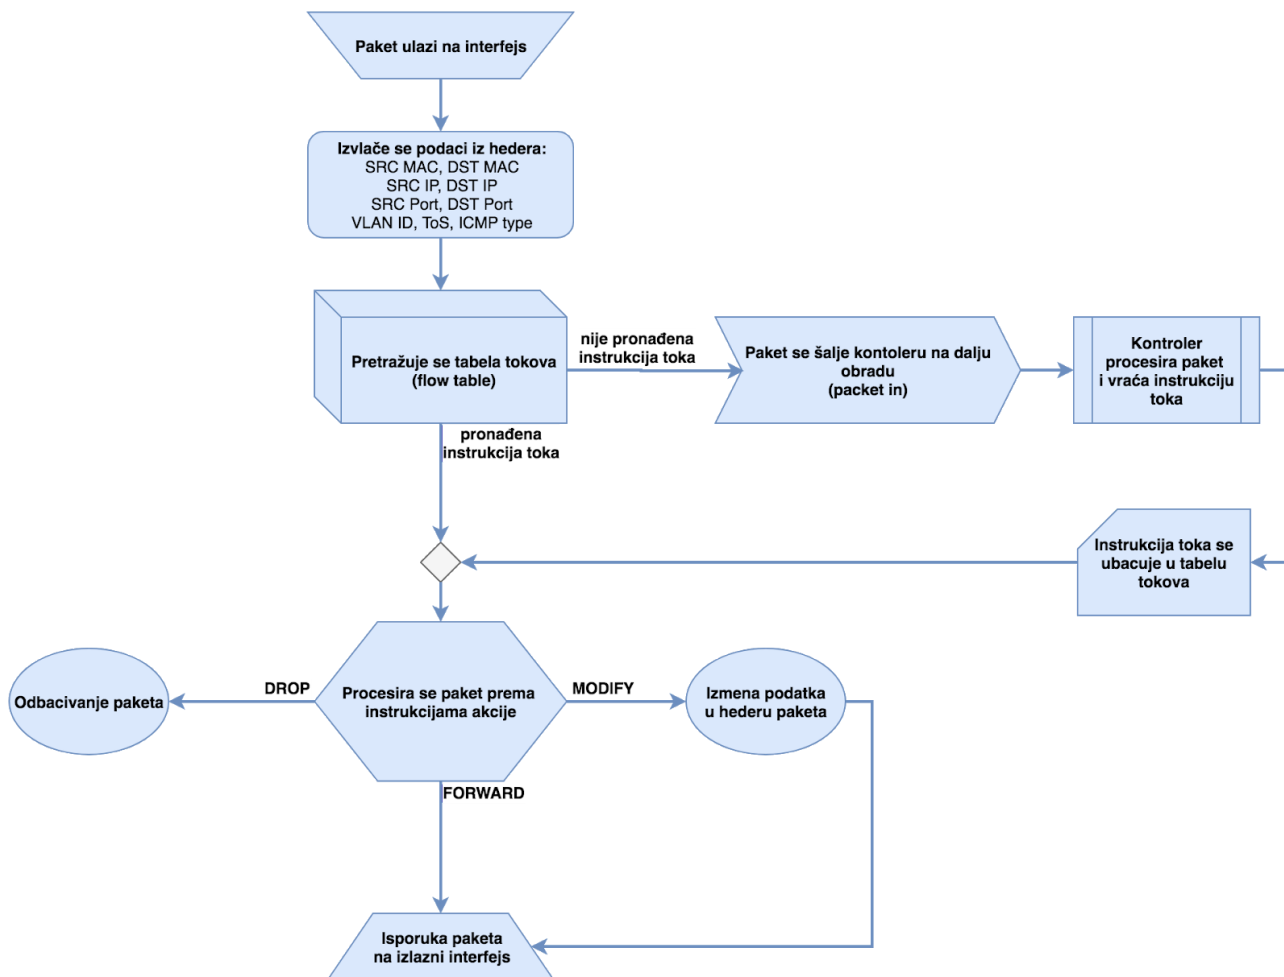 Paket ulazi na interfejs
Izvlače se podaci iz hedera:
SRC MAC, DST MAC
SRC IP, DST IP
SRC Port, DST Port
VLAN ID, ToS, ICMP type
Pretražuje se tabela tokova
(flow table)
nije pronađena
instrukcija toka
Paket se šalje kontoleru na dalju
obradu
(packet in)
Kontroler
procesira paket
i vraća instrukciju
toka
pronađena
instrukcija toka
Instrukcija toka se
ubacuje u tabelu
tokova
Odbacivanje paketa
DROP
Procesira se paket prema
instrukcijama akcije
MODIFY
Izmena podatka
u hederu paketa
FORWARD
Isporuka paketa
na izlazni interfejs